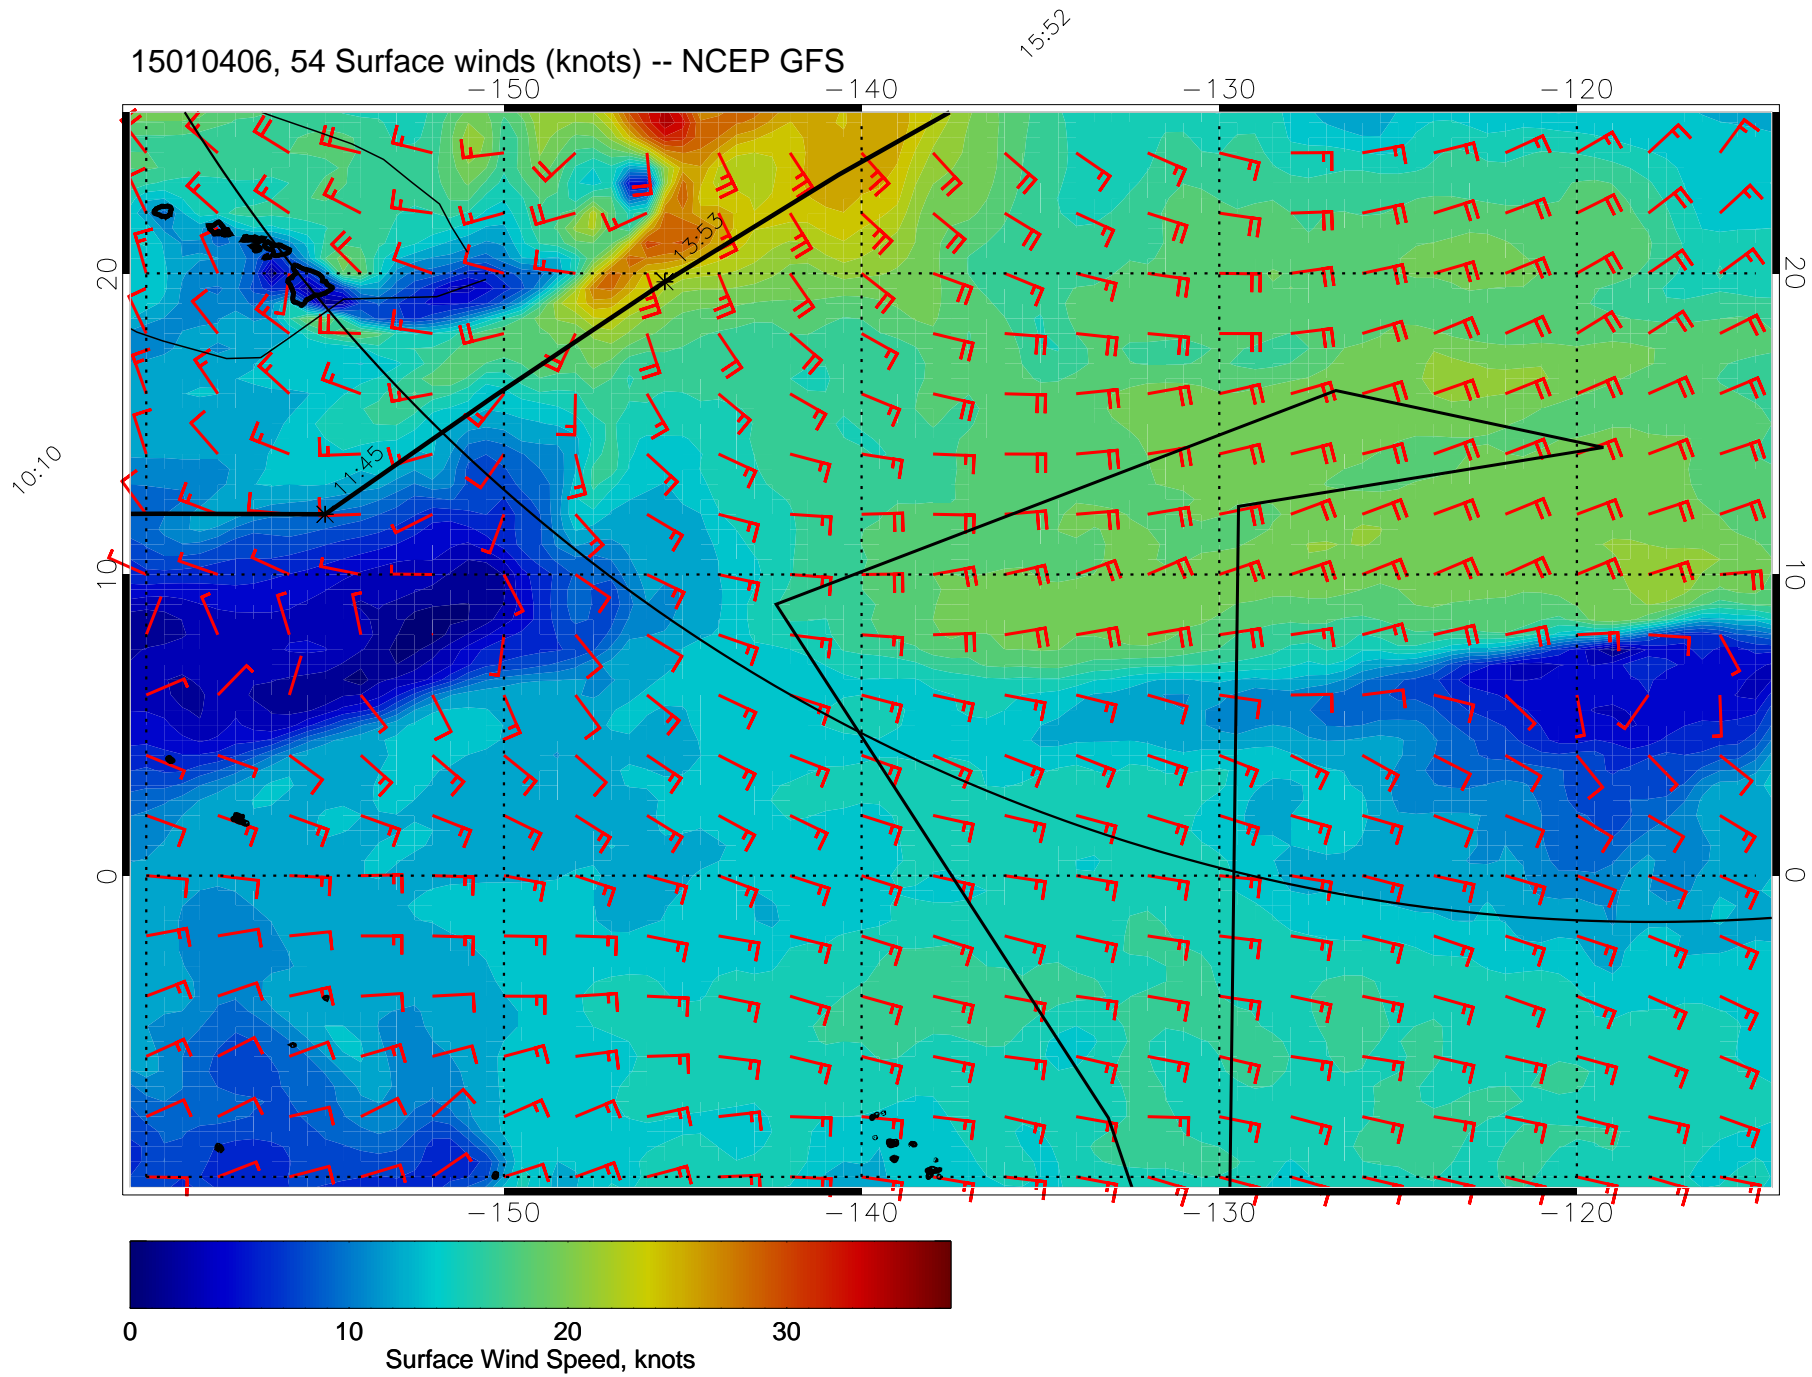 15:52
15010406, 54 Surface winds (knots) -- NCEP GFS
-150 -140 -130 -120
13:53
20 20
11:45
10:10
10 10
0 0
-150 -140 -130 -120
0 10 20 30
Surface Wind Speed, knots